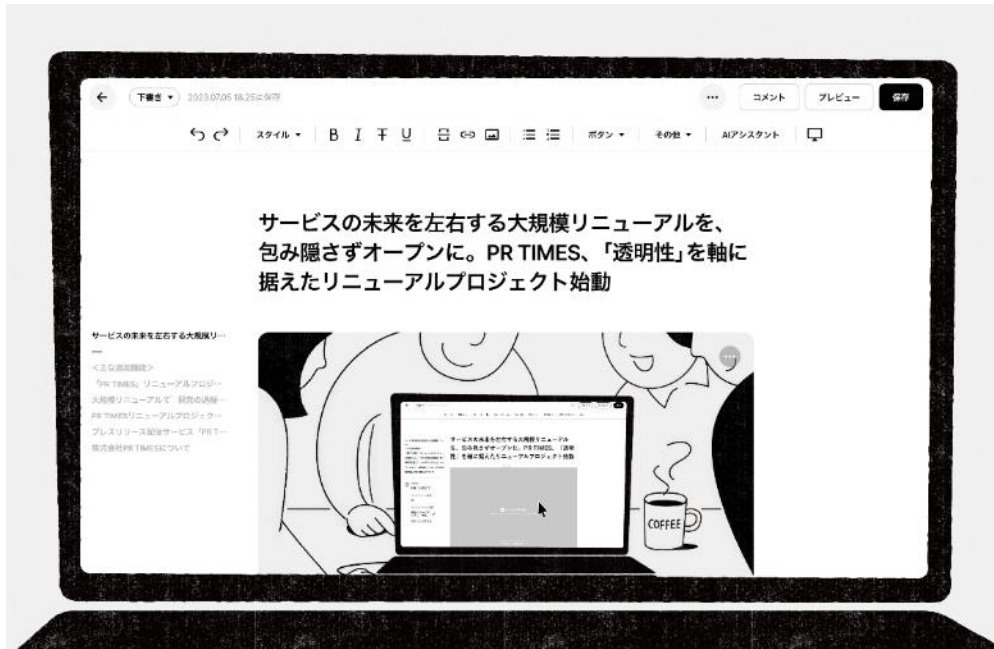 下書き
2023.07.05 18:25に保存
コメント
プレビュー
保存
スタイル
B I T U
ボタン
その他
AIアシスタント
サービスの未来を左右する大規模リニューアルを、
包み隠さずオープンに。PR TIMES、「透明性」を軸に
据えたリニューアルプロジェクト始動
サービスの未来を左右する大規模リ…
<主な追加機能>
「PR TIMES」リニューアルプロジ…
大規模リニューアルで
PR TIMESリニューアルプロジェク…
プレスリリース配信サービス「PR T…
株式会社PR TIMESについて
サービスの未来を左右する大規模リニューアル
を、包み隠さずオープンに。PR TIMES、「透明
性」を軸に据えたリニューアルプロジェクト始動
COFFEE